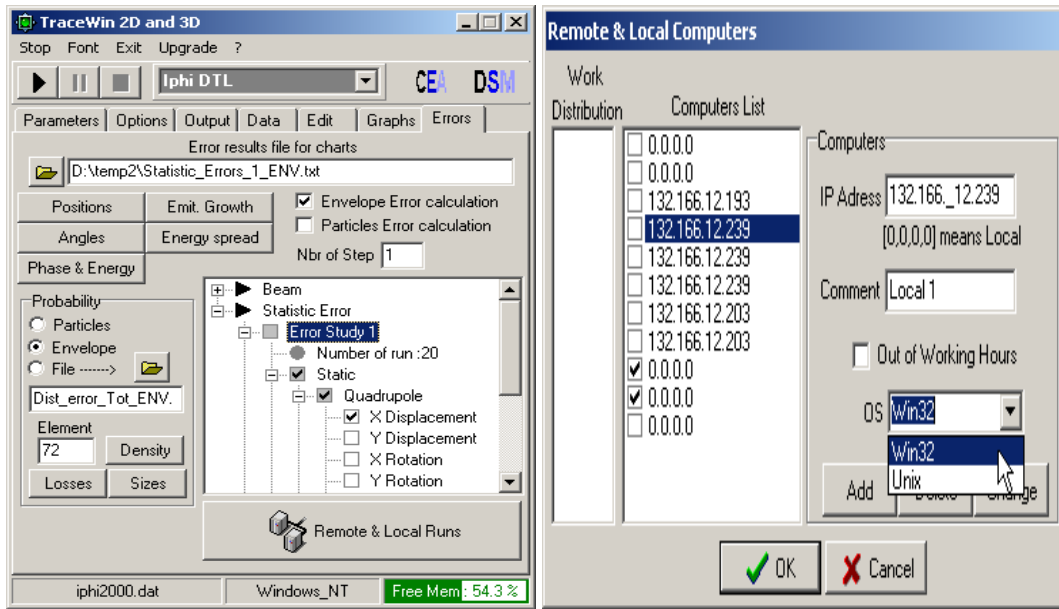 TraceWin 2D and 3D
Stop Font Exit Upgrade ?
Iphi DTL CEA DSM
Parameters Options Output Data Edit Graphs Errors
Error results file for charts
D:\temp2\Statistic_Errors_1_ENV.txt
Positions Emit. Growth Envelope Error calculation
Angles Energy spread Particles Error calculation
Phase & Energy Nbr of Step 1
Probability
Particles
Envelope
File ------>
Dist_error_Tot_ENV.
Element
72 Density
Losses Sizes
Beam
Statistic Error
Error Study 1
Number of run :20
Static
Quadrupole
X Displacement
Y Displacement
X Rotation
Y Rotation
Remote & Local Runs
iphi2000.dat Windows_NT Free Mem : 54.3 %
Remote & Local Computers
Work
Distribution
Computers List
0.0.0.0
0.0.0.0
132.166.12.193
132.166.12.239
132.166.12.239
132.166.12.239
132.166.12.203
132.166.12.203
0.0.0.0
0.0.0.0
0.0.0.0
Computers
IP Adress 132.166._12.239
[0,0,0,0] means Local
Comment Local 1
Out of Working Hours
OS Win32
Win32
Unix
Add
OK Cancel